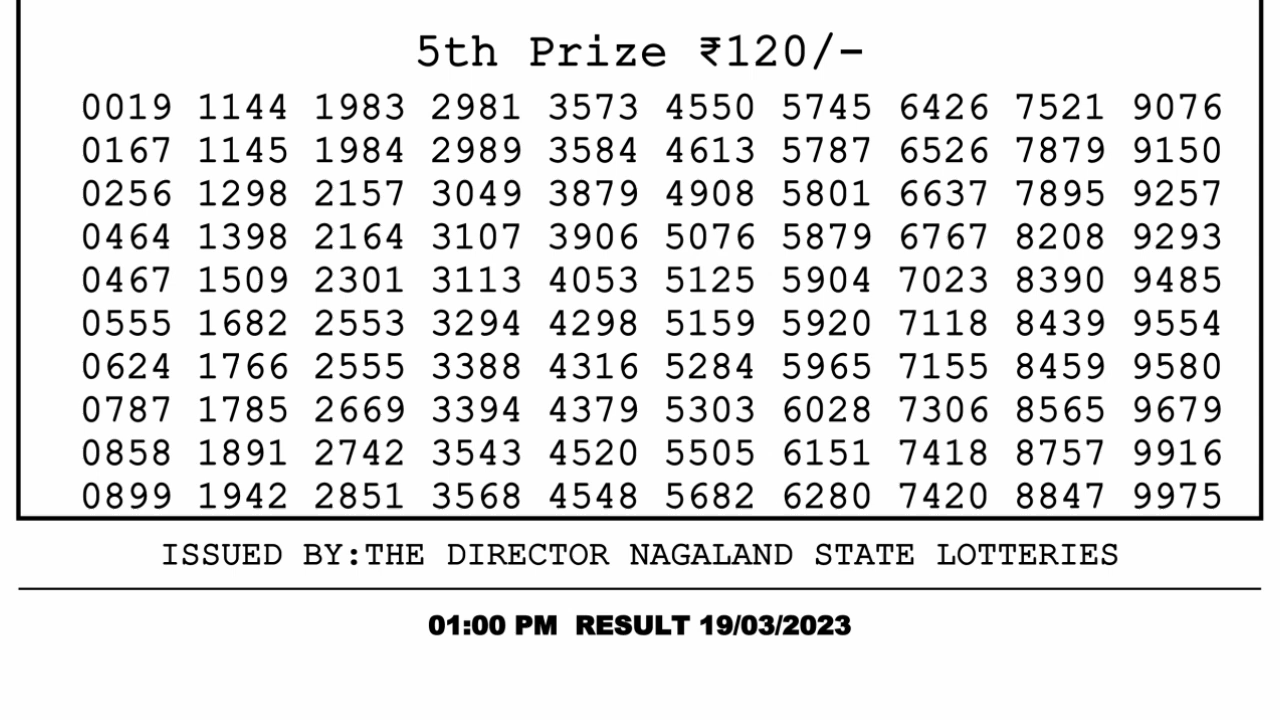 5th Prize ₹120/-
0019 1144 1983 2981 3573 4550 5745 6426 7521 9076
0167 1145 1984 2989 3584 4613 5787 6526 7879 9150
0256 1298 2157 3049 3879 4908 5801 6637 7895 9257
0464 1398 2164 3107 3906 5076 5879 6767 8208 9293
0467 1509 2301 3113 4053 5125 5904 7023 8390 9485
0555 1682 2553 3294 4298 5159 5920 7118 8439 9554
0624 1766 2555 3388 4316 5284 5965 7155 8459 9580
0787 1785 2669 3394 4379 5303 6028 7306 8565 9679
0858 1891 2742 3543 4520 5505 6151 7418 8757 9916
0899 1942 2851 3568 4548 5682 6280 7420 8847 9975
ISSUED BY:THE DIRECTOR NAGALAND STATE LOTTERIES
01:00 PM RESULT 19/03/2023